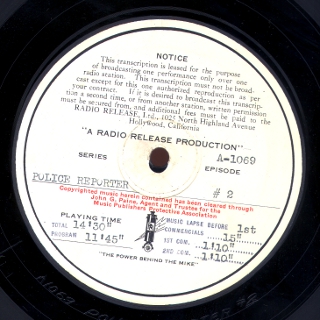 NOTICE
This transcription is leased for the purpose
of broadcasting one performance only over one
radio station. This transcription must not be broad-
cast except for this one authorized reproduction as per
your contract. If it is desired to broadcast this transcrip-
tion a second time, or from another station, written permission
must be secured from, and additional fees must be paid to the
RADIO RELEASE, Ltd., 1025 North Highland Avenue
Hollywood, California
"A RADIO RELEASE PRODUCTION"
A-1069
SERIES EPISODE
POLICE REPORTER # 2
Copyrighted music herein contained has been cleared through
John G. Paine, Agent and Trustee for the
Music Publishers Protective Association
PLAYING TIME MUSIC LAPSE BEFORE 1st
TOTAL 14'30" COMMERCIALS 15"
PROGRAM 11'45" 1st COM. 1'10"
2nd COM. 1'10"
"THE POWER BEHIND THE MIKE"